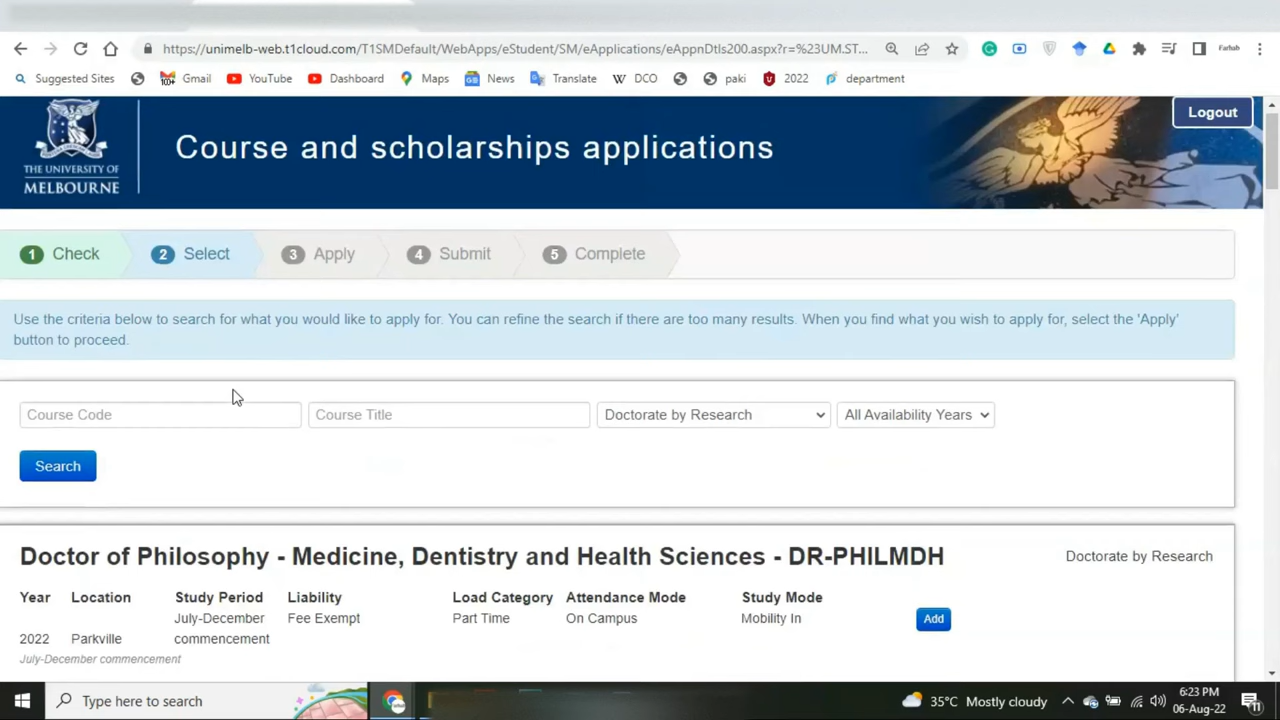 https://unimelb-web.t1cloud.com/T1SMDefault/WebApps/eStudent/SM/eApplications/eAppnDtls200.aspx?r=%23UM.ST... Farhub
Suggested Sites 100+ Gmail YouTube Dashboard Maps News Translate W DCO paki 2022 department
THE UNIVERSITY OF
MELBOURNE
Course and scholarships applications
Logout
1 Check 2 Select 3 Apply 4 Submit 5 Complete
Use the criteria below to search for what you would like to apply for. You can refine the search if there are too many results. When you find what you wish to apply for, select the 'Apply'
button to proceed.
Course Code Course Title Doctorate by Research All Availability Years
Search
Doctor of Philosophy - Medicine, Dentistry and Health Sciences - DR-PHILMDH Doctorate by Research
Year Location Study Period Liability Load Category Attendance Mode Study Mode
July-December Fee Exempt Part Time On Campus Mobility In Add
2022 Parkville commencement
July-December commencement
Type here to search 35°C Mostly cloudy 6:23 PM
06-Aug-22